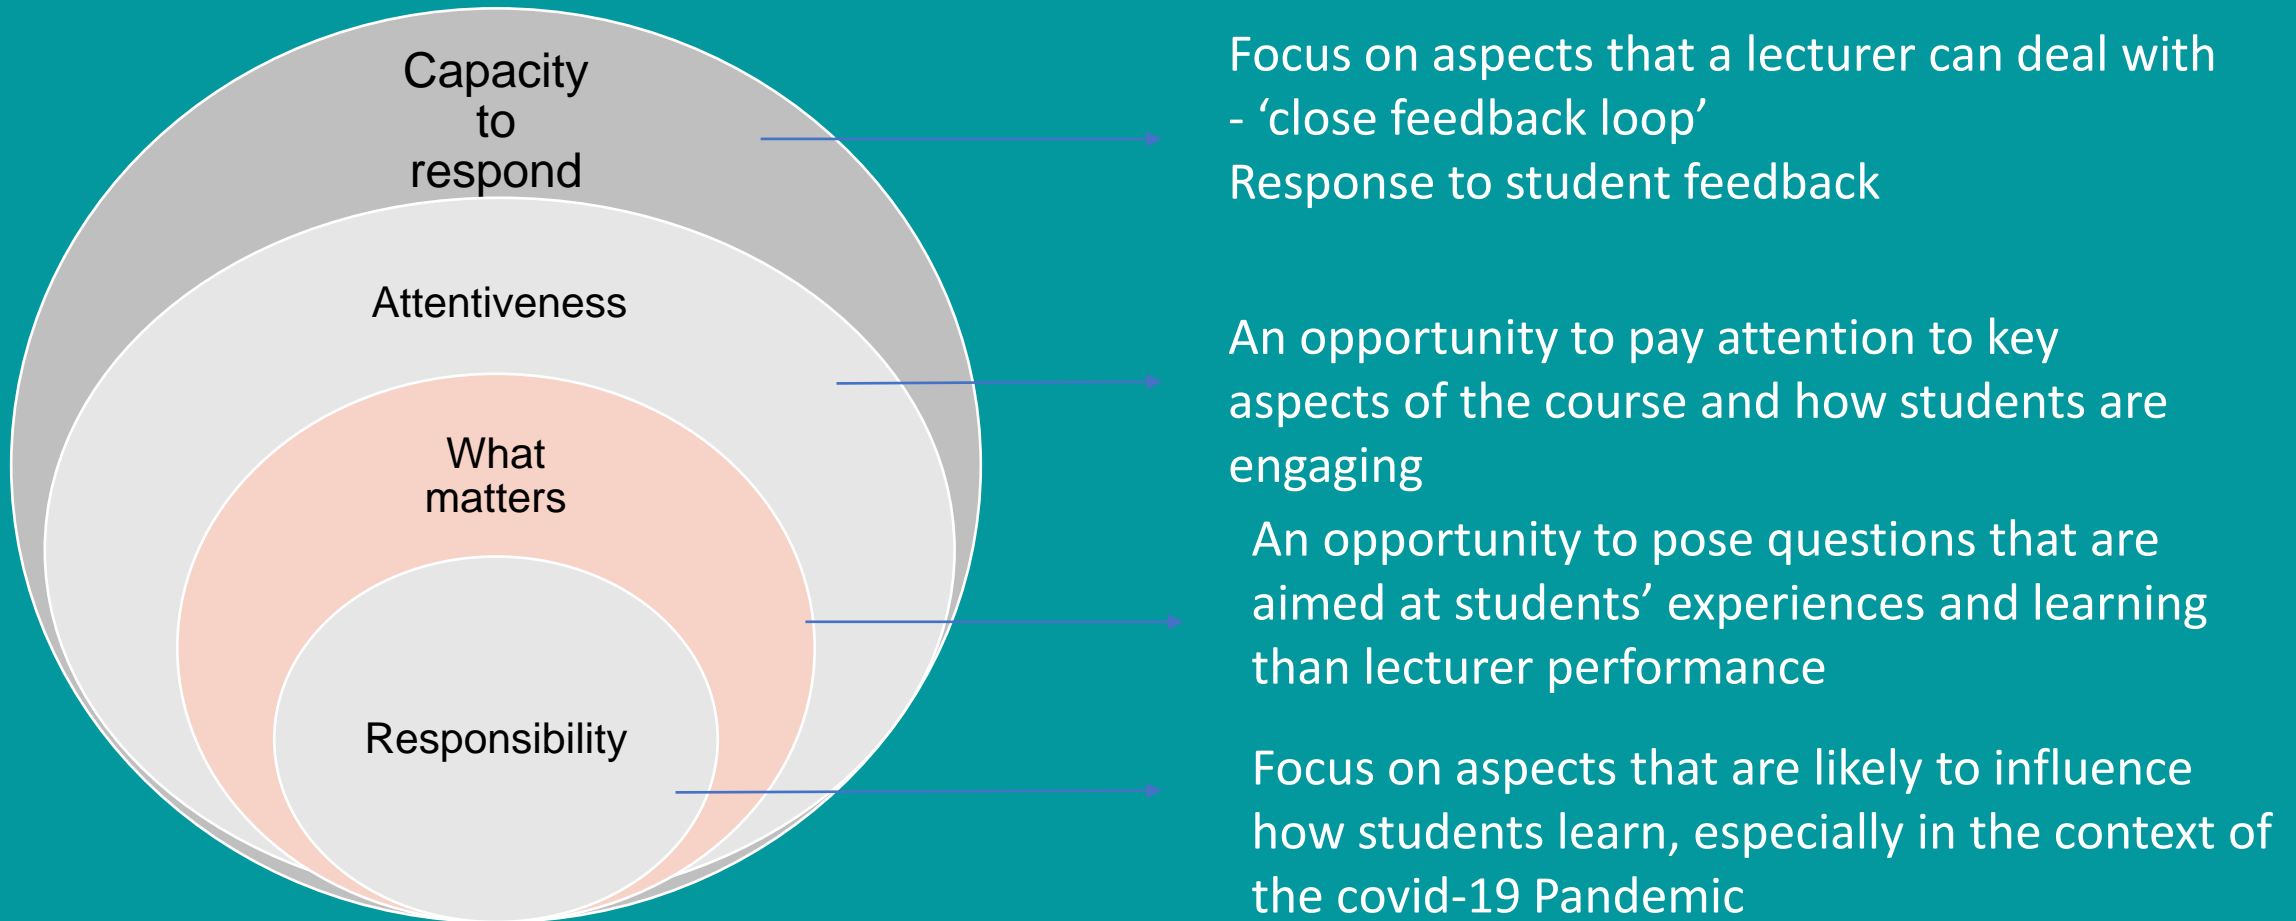 Capacity
to
respond
Focus on aspects that a lecturer can deal with
- ‘close feedback loop’
Response to student feedback
Attentiveness
An opportunity to pay attention to key
aspects of the course and how students are
engaging
What
matters
An opportunity to pose questions that are
aimed at students’ experiences and learning
than lecturer performance
Responsibility
Focus on aspects that are likely to influence
how students learn, especially in the context of
the covid-19 Pandemic